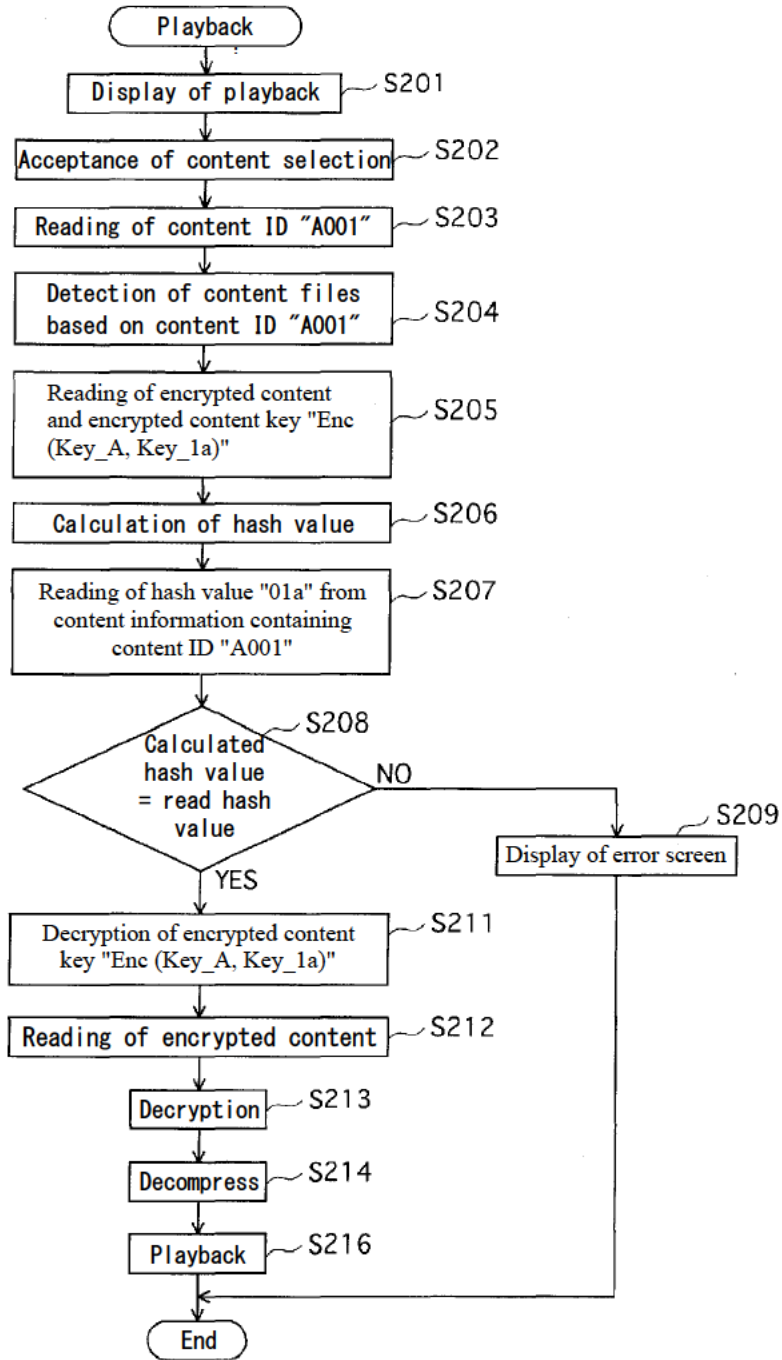 Playback
Display of playback
S201
Acceptance of content selection
S202
Reading of content ID "A001"
S203
Detection of content files
based on content ID "A001"
S204
Reading of encrypted content
and encrypted content key "Enc
(Key_A, Key_1a)"
S205
Calculation of hash value
S206
Reading of hash value "01a" from
content information containing
content ID "A001"
S207
S208
Calculated
hash value
= read hash
value
NO
S209
Display of error screen
YES
Decryption of encrypted content
key "Enc (Key_A, Key_1a)"
S211
Reading of encrypted content
S212
Decryption
S213
Decompress
S214
Playback
S216
End